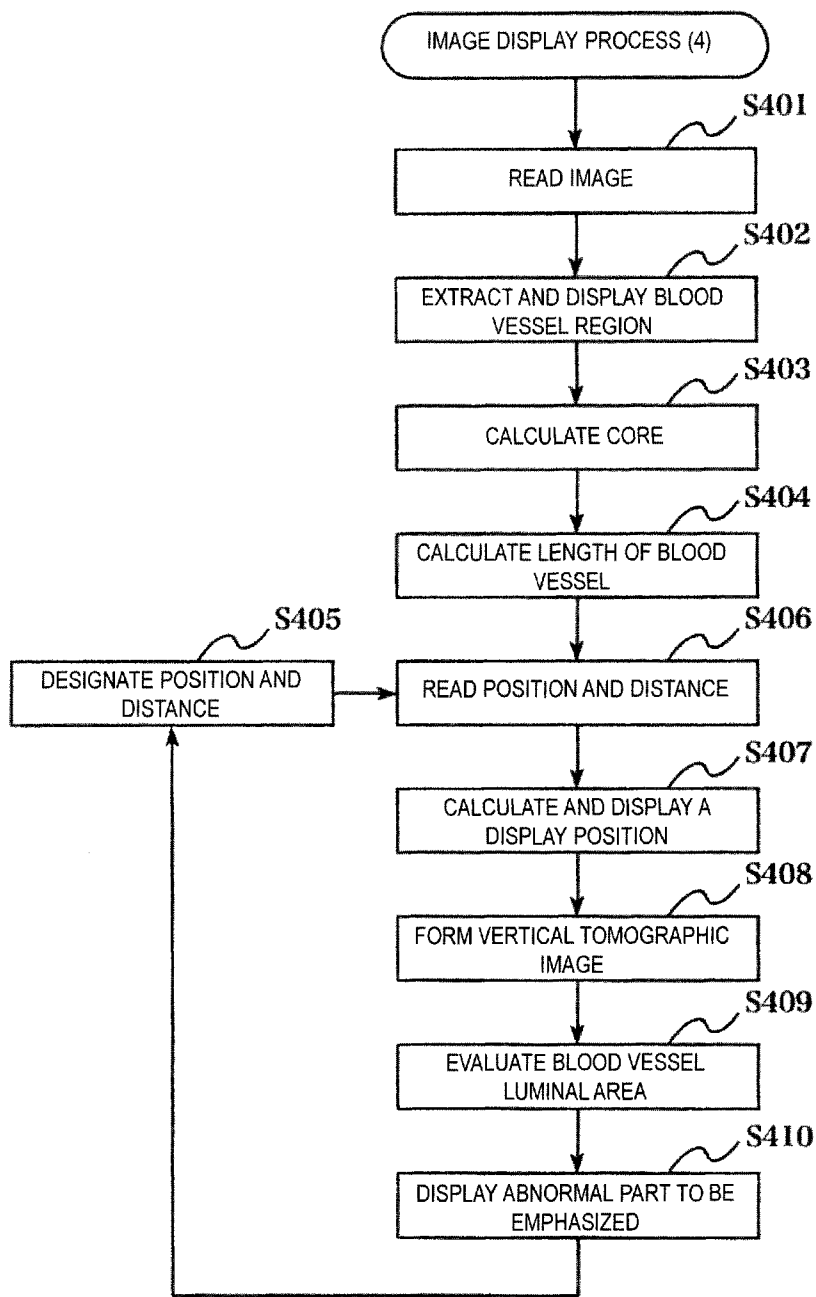 IMAGE DISPLAY PROCESS (4)
S401
READ IMAGE
S402
EXTRACT AND DISPLAY BLOOD
VESSEL REGION
S403
CALCULATE CORE
S404
CALCULATE LENGTH OF BLOOD
VESSEL
S405
DESIGNATE POSITION AND
DISTANCE
S406
READ POSITION AND DISTANCE
S407
CALCULATE AND DISPLAY A
DISPLAY POSITION
S408
FORM VERTICAL TOMOGRAPHIC
IMAGE
S409
EVALUATE BLOOD VESSEL
LUMINAL AREA
S410
DISPLAY ABNORMAL PART TO BE
EMPHASIZED